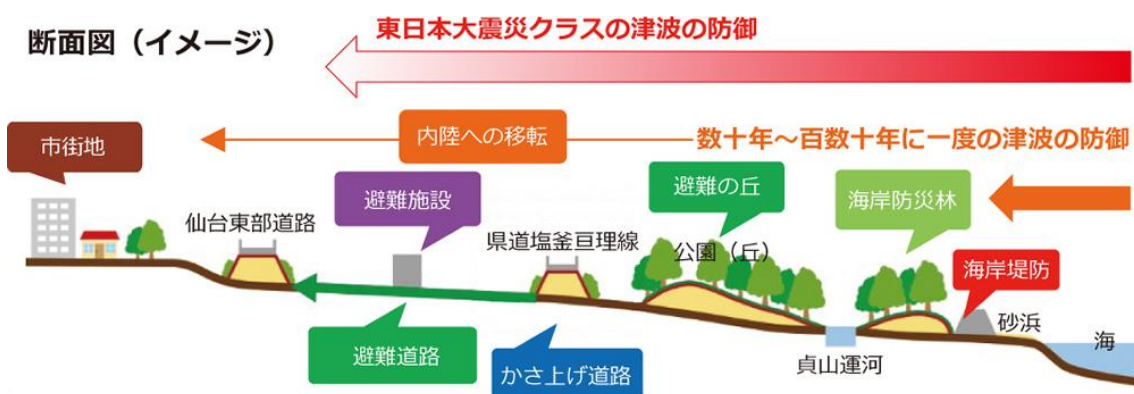 断面図（イメージ）
東日本大震災クラスの津波の防御
市街地
内陸への移転
数十年～百数十年に一度の津波の防御
仙台東部道路
避難施設
県道塩釜亘理線
避難の丘
公園（丘）
海岸防災林
海岸堤防
砂浜
海
避難道路
かさ上げ道路
貞山運河